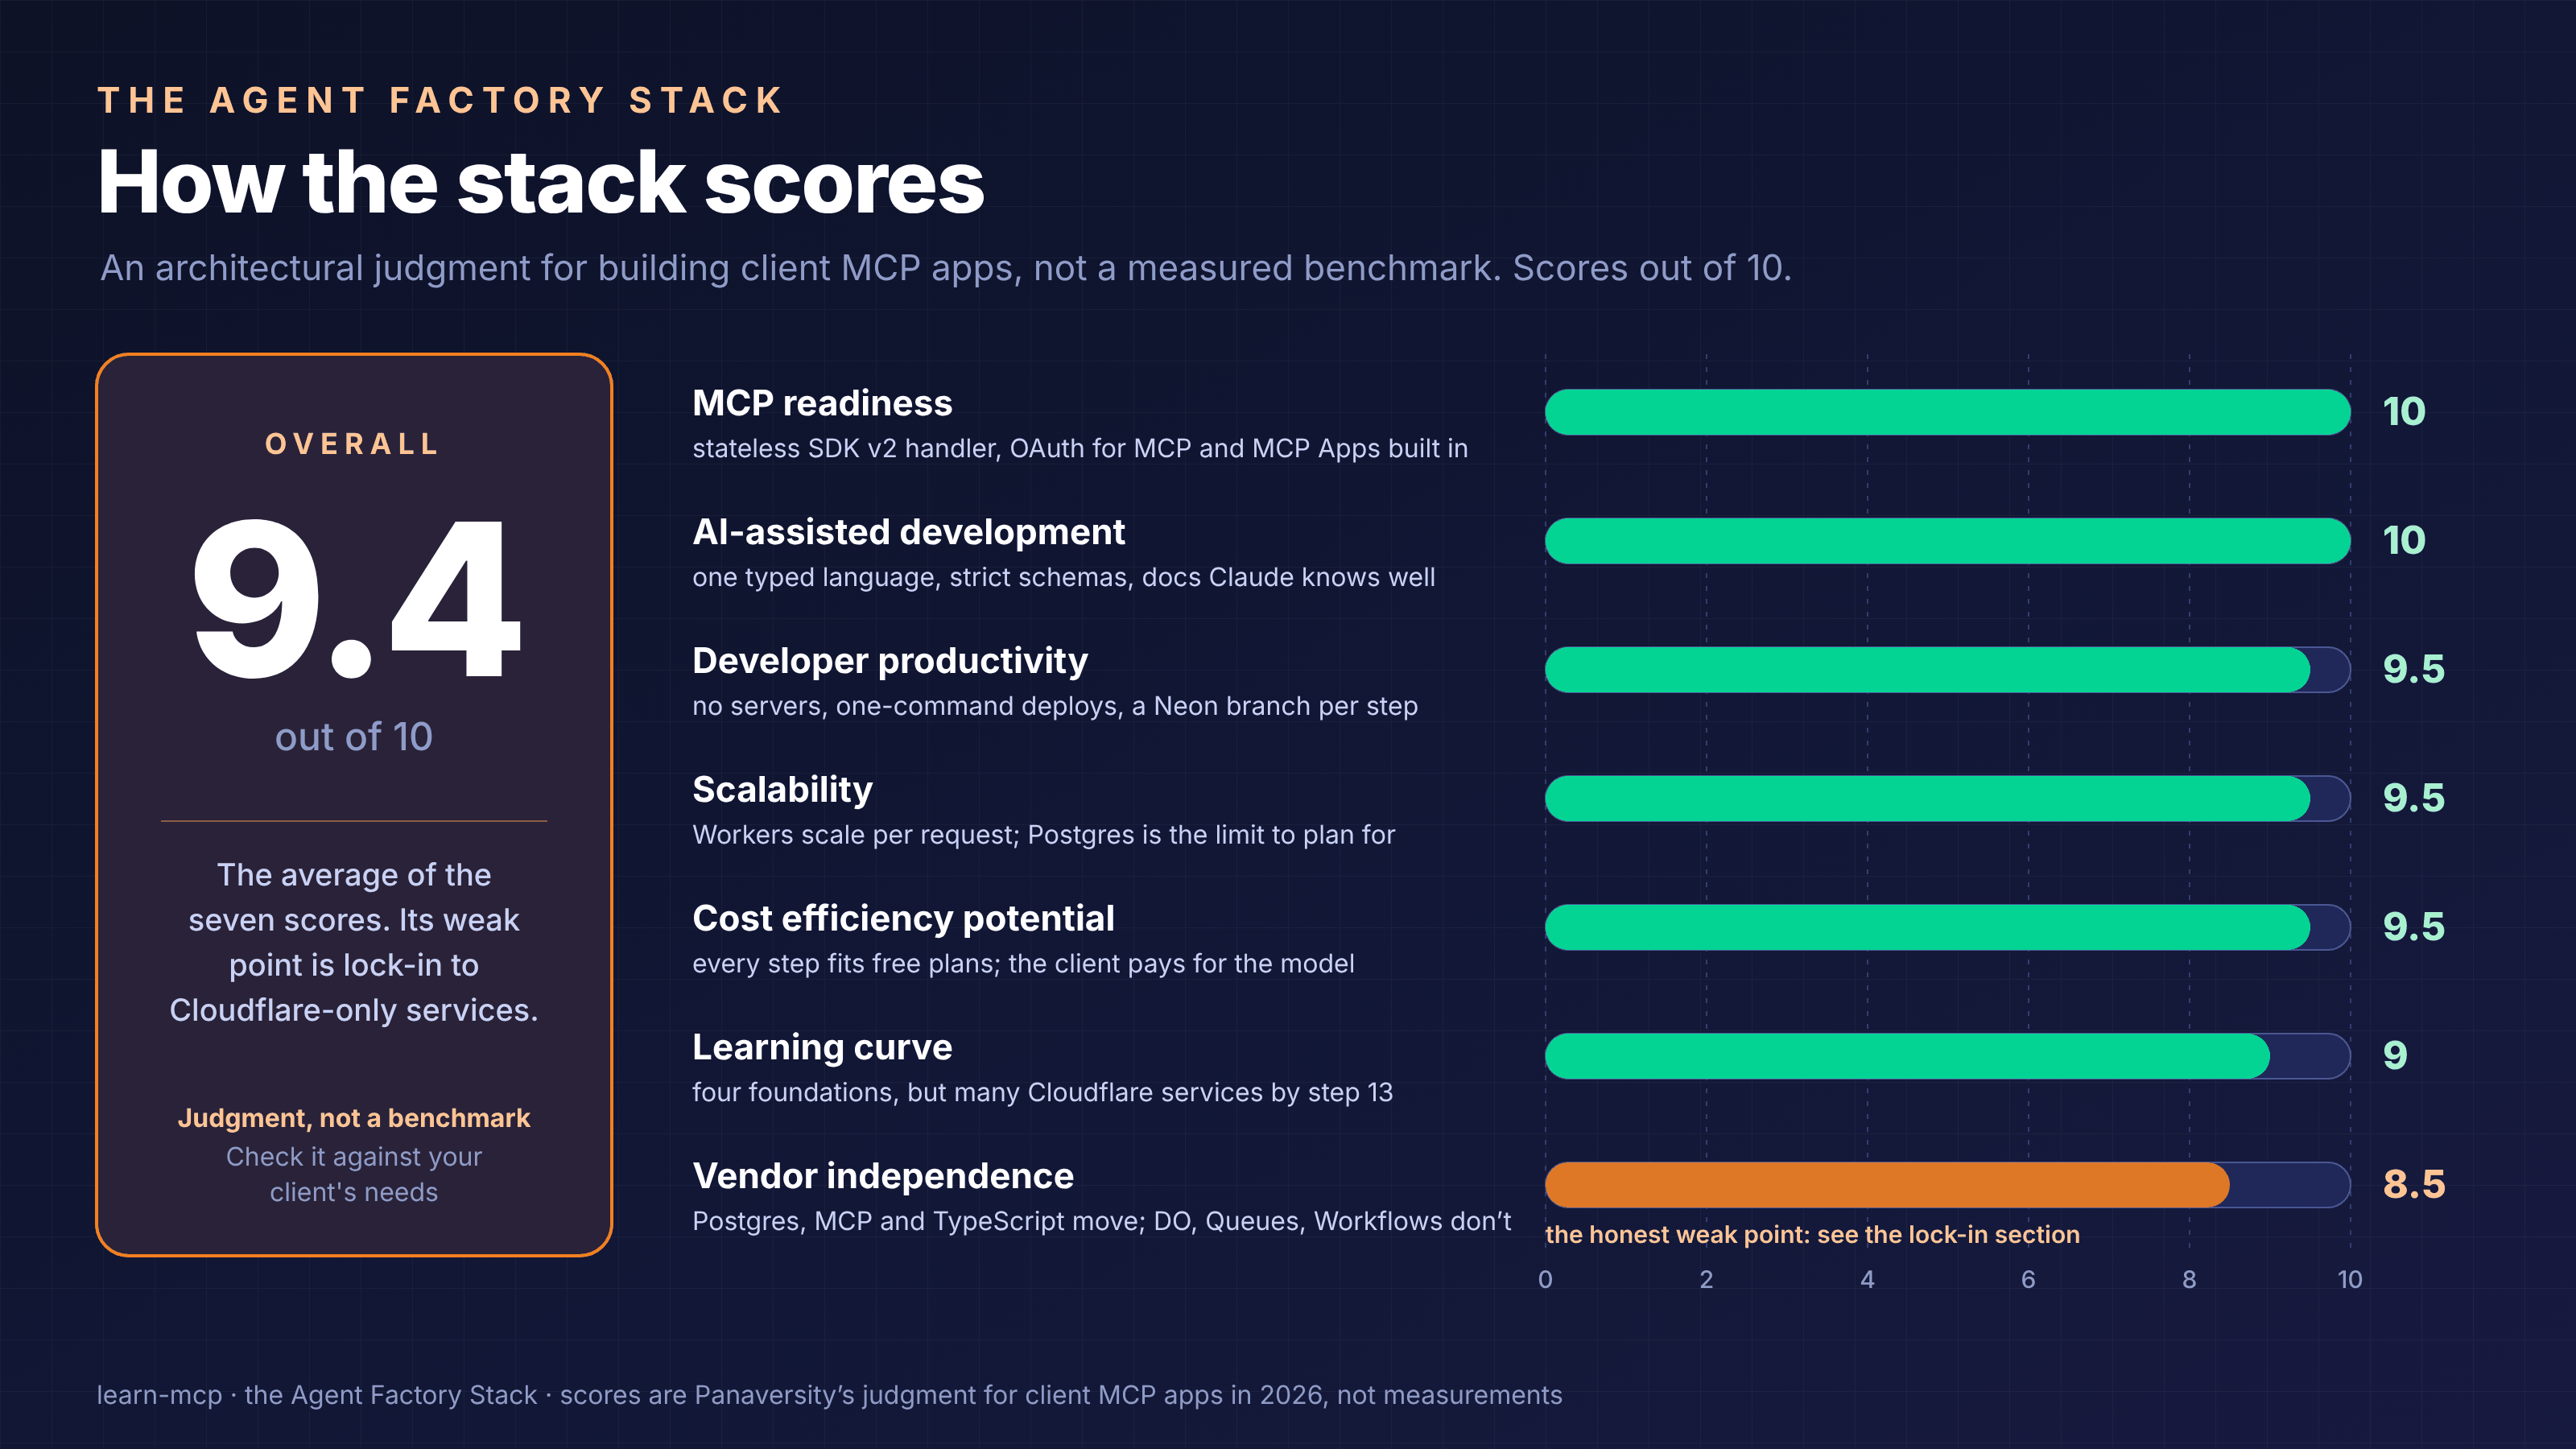 THE AGENT FACTORY STACK
How the stack scores
An architectural judgment for building client MCP apps, not a measured benchmark. Scores out of 10.
OVERALL
9.4
out of 10
The average of the
seven scores. Its weak
point is lock-in to
Cloudflare-only services.
Judgment, not a benchmark
Check it against your
client's needs
MCP readiness
stateless SDK v2 handler, OAuth for MCP and MCP Apps built in
10
AI-assisted development
one typed language, strict schemas, docs Claude knows well
10
Developer productivity
no servers, one-command deploys, a Neon branch per step
9.5
Scalability
Workers scale per request; Postgres is the limit to plan for
9.5
Cost efficiency potential
every step fits free plans; the client pays for the model
9.5
Learning curve
four foundations, but many Cloudflare services by step 13
9
Vendor independence
Postgres, MCP and TypeScript move; DO, Queues, Workflows don’t
8.5
the honest weak point: see the lock-in section
0 2 4 6 8 10
learn-mcp · the Agent Factory Stack · scores are Panaversity’s judgment for client MCP apps in 2026, not measurements